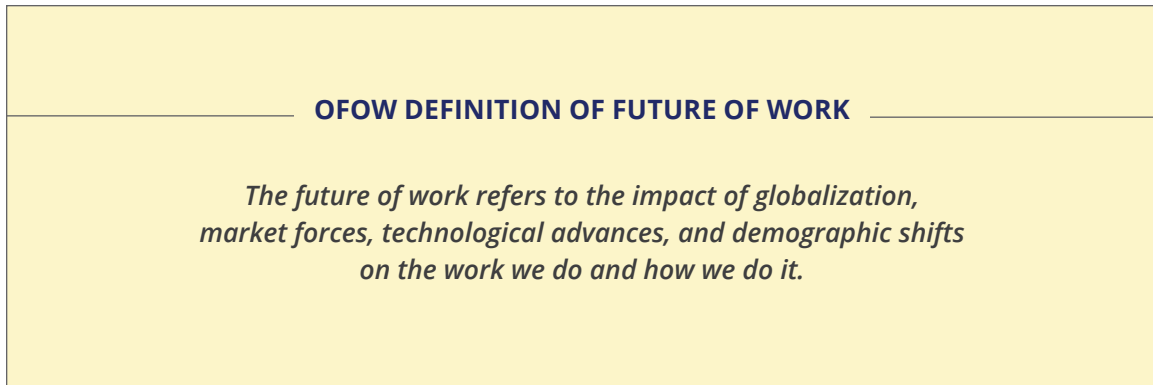 OFOW DEFINITION OF FUTURE OF WORK
The future of work refers to the impact of globalization,
market forces, technological advances, and demographic shifts
on the work we do and how we do it.